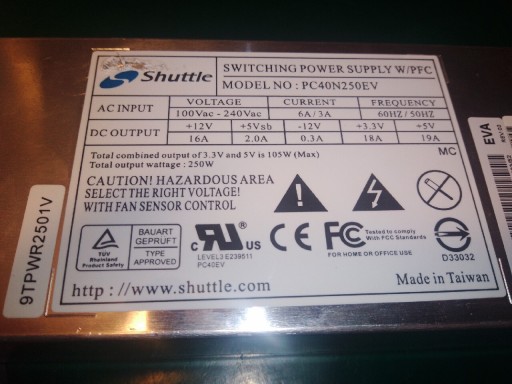 Shuttle
SWITCHING POWER SUPPLY W/PFC
MODEL NO : PC40N250EV
AC INPUT
VOLTAGE CURRENT FREQUENCY
100Vac - 240Vac 6A/3A 60HZ/50HZ
DC OUTPUT
+12V +5Vsb -12V +3.3V +5V
16A 2.0A 0.3A 18A 19A
Total combined output of 3.3V and 5V is 105W (Max)
Total output wattage : 250W
MC
CAUTION! HAZARDOUS AREA
SELECT THE RIGHT VOLTAGE!
WITH FAN SENSOR CONTROL
TÜV
Rheinland
Product Safety
BAUART
GEPRUFT
TYPE
APPROVED
c RU US
LEVEL3 E239511
PC40EV
CE
FC Tested to comply
With FCC Standards
FOR HOME OR OFFICE USE
D33032
http://www.shuttle.com
Made in Taiwan
9TPWR2501V
EVA